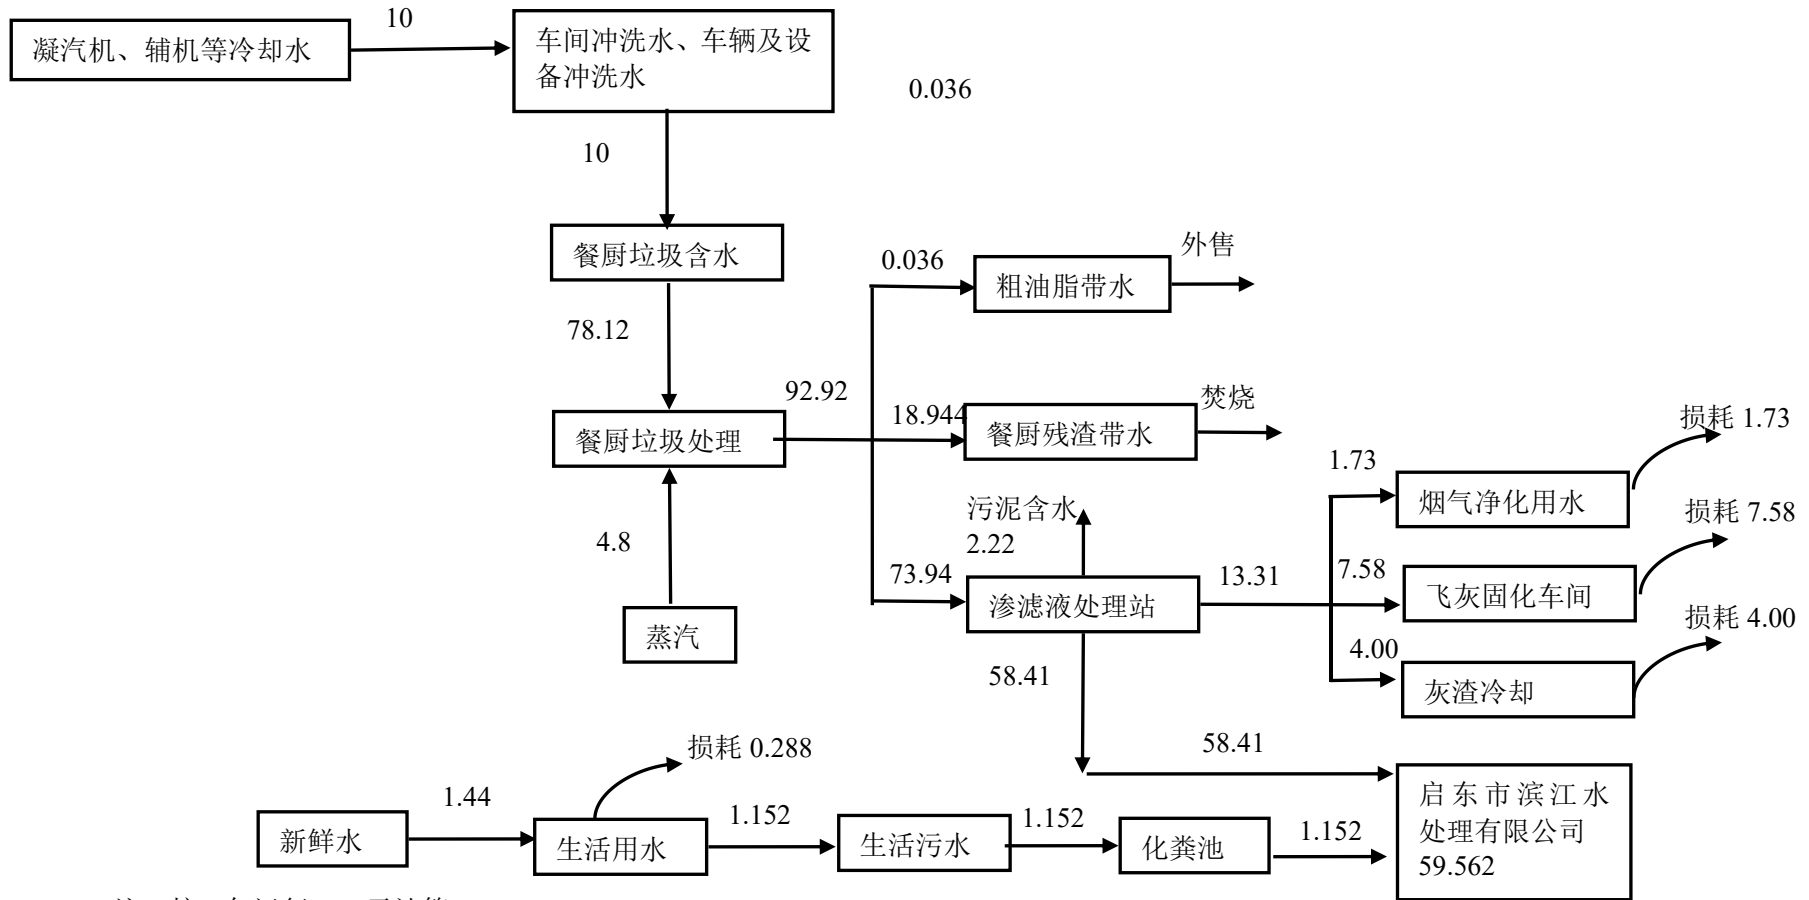 10
凝汽机、辅机等冷却水
车间冲洗水、车辆及设
备冲洗水
0.036
10
餐厨垃圾含水
0.036
粗油脂带水
外售
78.12
92.92
餐厨垃圾处理
18.944
餐厨残渣带水
焚烧
4.8
蒸汽
污泥含水
2.22
73.94
渗滤液处理站
13.31
1.73
烟气净化用水
损耗 1.73
7.58
飞灰固化车间
损耗 7.58
4.00
灰渣冷却
损耗 4.00
58.41
58.41
损耗 0.288
新鲜水
1.44
生活用水
1.152
生活污水
1.152
化粪池
1.152
启东市滨江水
处理有限公司
59.562